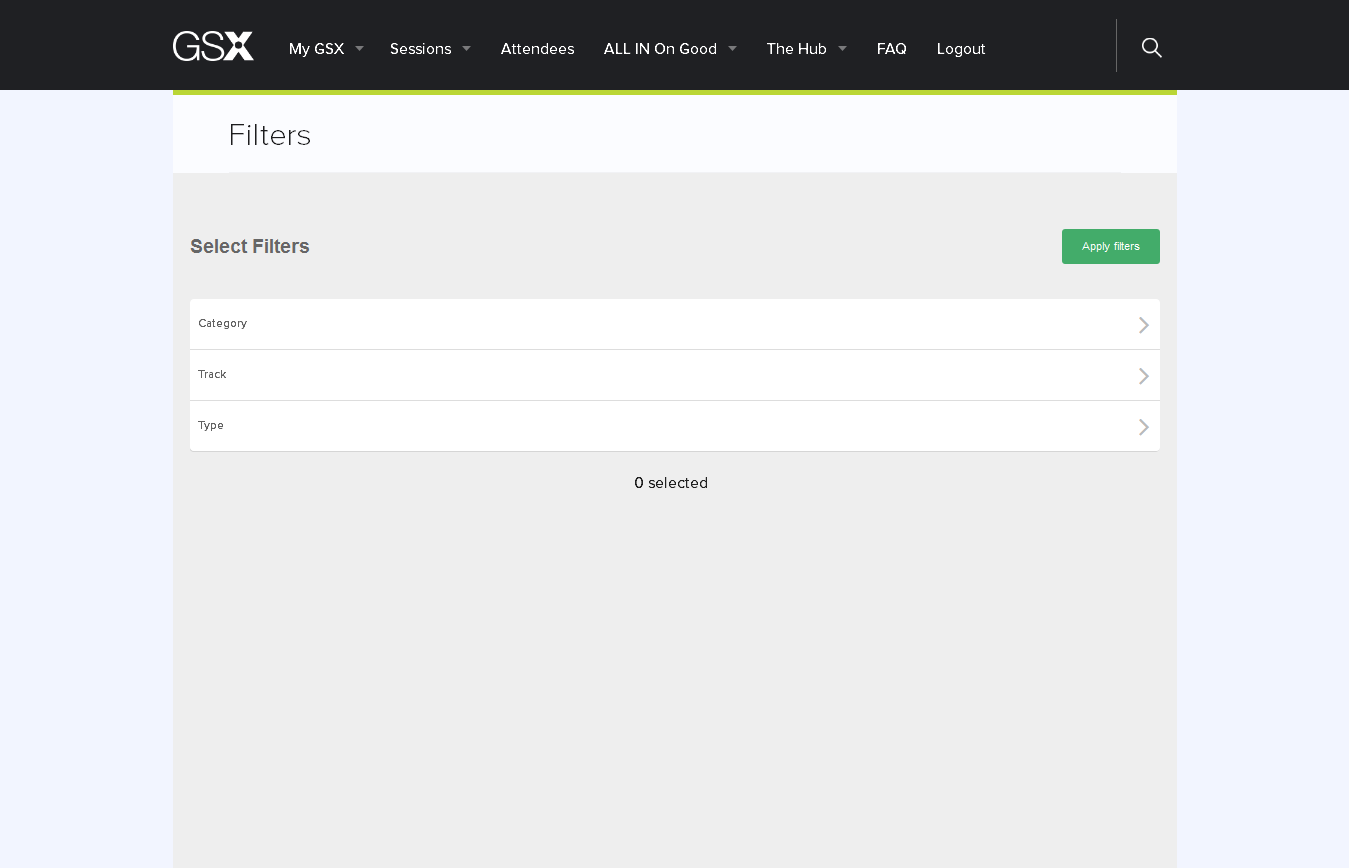 GSX My GSX Sessions Attendees ALL IN On Good The Hub FAQ Logout
Filters
Select Filters Apply filters
Category
Track
Type
0 selected